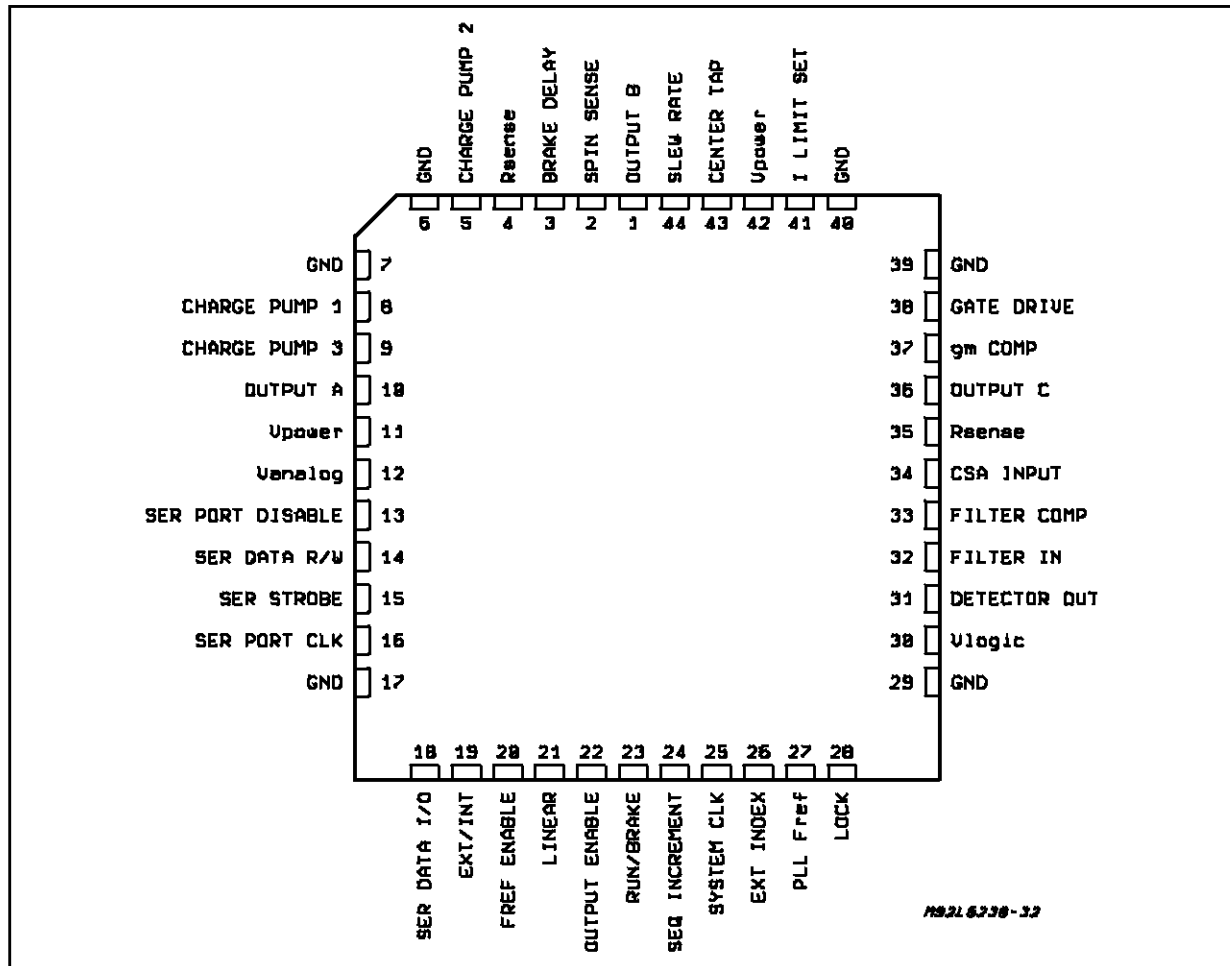 GND
CHARGE PUMP 2
Rsense
BRAKE DELAY
SPIN SENSE
OUTPUT B
SLEW RATE
CENTER TAP
Vpower
I LIMIT SET
GND
6 5 4 3 2 1 44 43 42 41 40
GND 7
CHARGE PUMP 1 8
CHARGE PUMP 3 9
OUTPUT A 10
Vpower 11
Vanalog 12
SER PORT DISABLE 13
SER DATA R/W 14
SER STROBE 15
SER PORT CLK 16
GND 17
39 GND
38 GATE DRIVE
37 gm COMP
36 OUTPUT C
35 Rsense
34 CSA INPUT
33 FILTER COMP
32 FILTER IN
31 DETECTOR OUT
30 Vlogic
29 GND
18 19 20 21 22 23 24 25 26 27 28
SER DATA I/O
EXT/INT
FREF ENABLE
LINEAR
OUTPUT ENABLE
RUN/BRAKE
SEQ INCREMENT
SYSTEM CLK
EXT INDEX
PLL Fref
LOCK
M92L6238-32